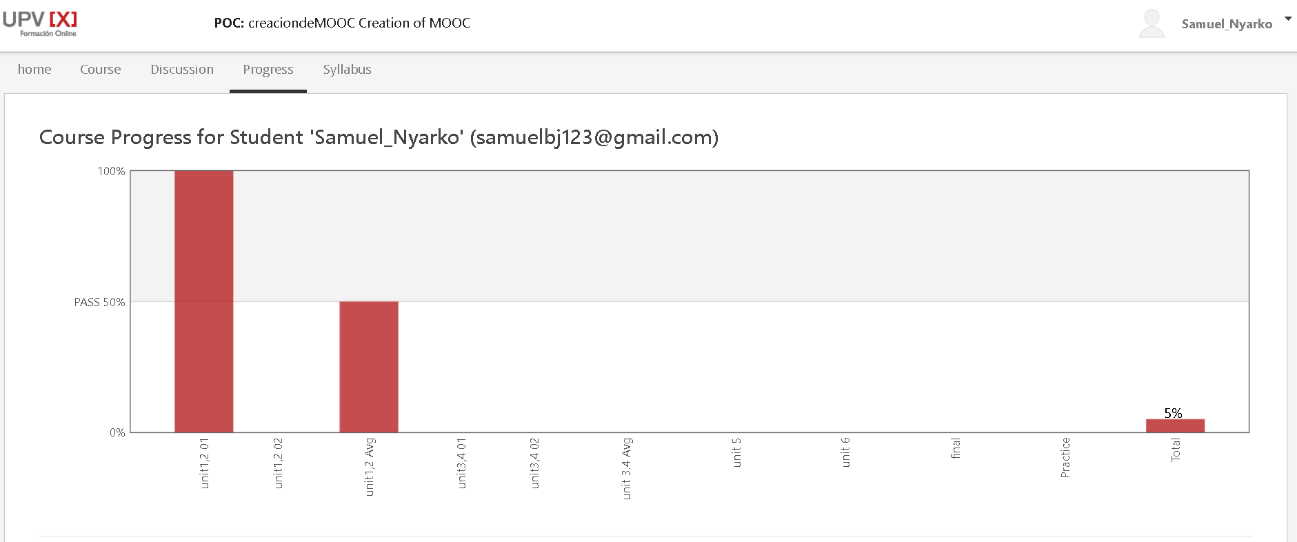 UPV [X]
Formación Online
POC: creaciondeMOOC Creation of MOOC
Samuel_Nyarko
home Course Discussion Progress Syllabus
Course Progress for Student 'Samuel_Nyarko' (samuelbj123@gmail.com)
100%
PASS 50%
0%
5%
unit1,2 01
unit1,2 02
unit1,2 Avg
unit3,4 01
unit3,4 02
unit 3.4 Avg
unit 5
unit 6
final
Practice
Total